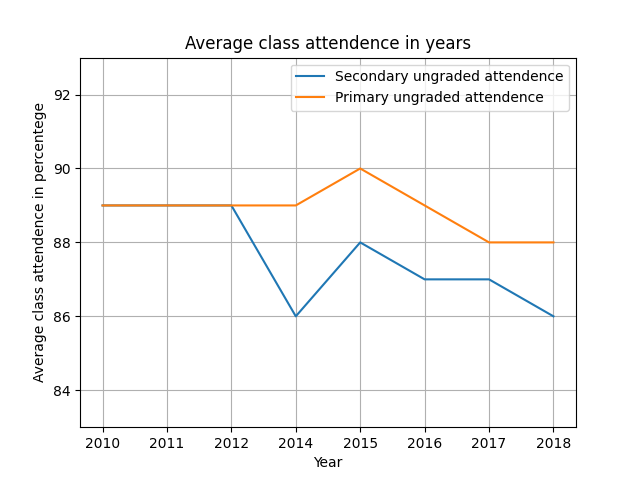 Average class attendence in years
Secondary ungraded attendence
Primary ungraded attendence
Average class attendence in percentege
92
90
88
86
84
2010 2011 2012 2014 2015 2016 2017 2018
Year